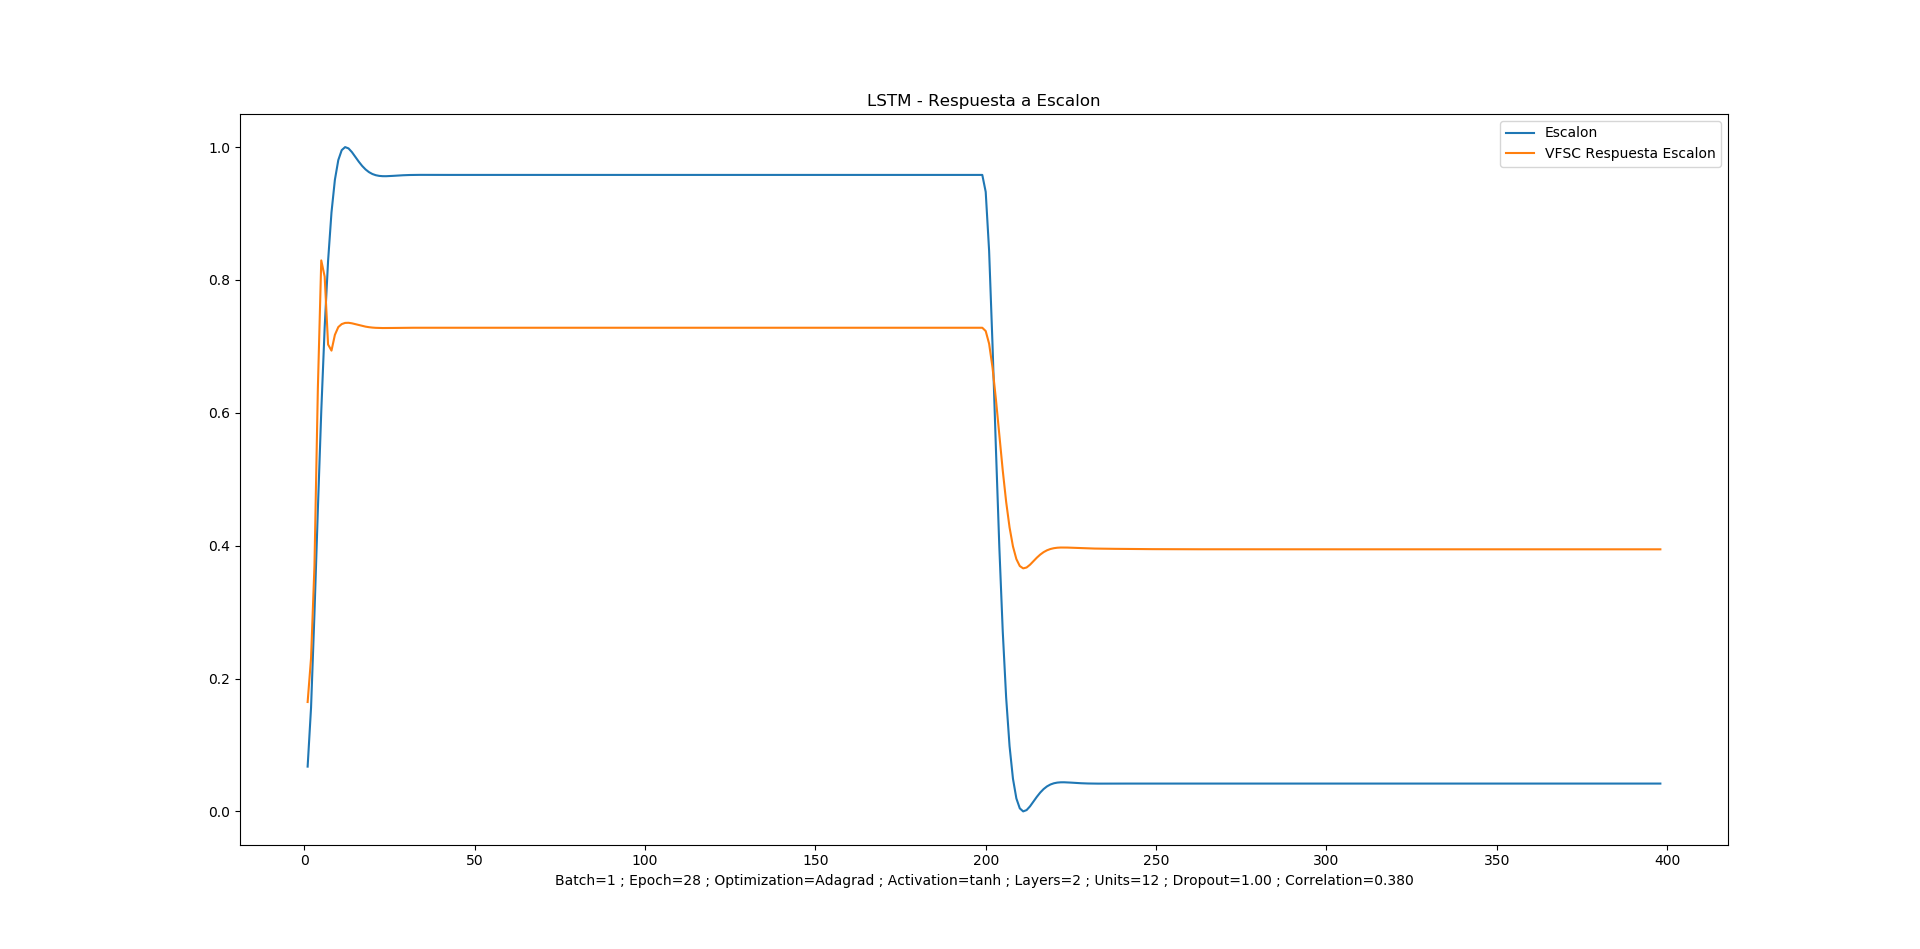 LSTM - Respuesta a Escalon
Escalon
VFSC Respuesta Escalon
1.0
0.8
0.6
0.4
0.2
0.0
0 50 100 150 200 250 300 350 400
Batch=1 ; Epoch=28 ; Optimization=Adagrad ; Activation=tanh ; Layers=2 ; Units=12 ; Dropout=1.00 ; Correlation=0.380